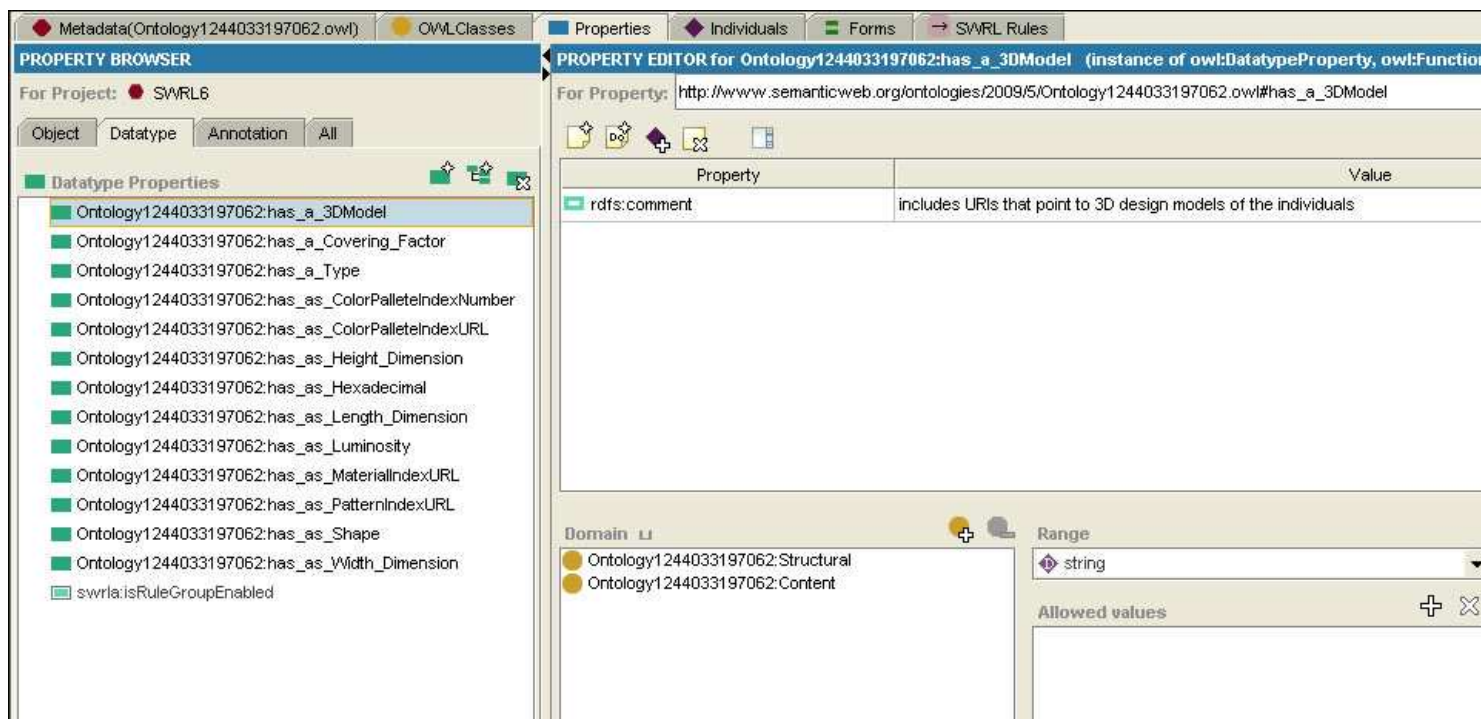 Metadata(Ontology1244033197062.owl) OWLClasses Properties Individuals Forms SWRL Rules
PROPERTY BROWSER
For Project: SWRL6
Object Datatype Annotation All
Datatype Properties
Ontology1244033197062:has_a_3DModel
Ontology1244033197062:has_a_Covering_Factor
Ontology1244033197062:has_a_Type
Ontology1244033197062:has_as_ColorPalleteIndexNumber
Ontology1244033197062:has_as_ColorPalleteIndexURL
Ontology1244033197062:has_as_Height_Dimension
Ontology1244033197062:has_as_Hexadecimal
Ontology1244033197062:has_as_Length_Dimension
Ontology1244033197062:has_as_Luminosity
Ontology1244033197062:has_as_MaterialIndexURL
Ontology1244033197062:has_as_PatternIndexURL
Ontology1244033197062:has_as_Shape
Ontology1244033197062:has_as_Width_Dimension
swrla:isRuleGroupEnabled
PROPERTY EDITOR for Ontology1244033197062:has_a_3DModel (instance of owl:DatatypeProperty, owl:Function
For Property: http://www.semanticweb.org/ontologies/2009/5/Ontology1244033197062.owl#has_a_3DModel
Property Value
rdfs:comment includes URIs that point to 3D design models of the individuals
Domain ⊔
Ontology1244033197062:Structural
Ontology1244033197062:Content
Range
string
Allowed values